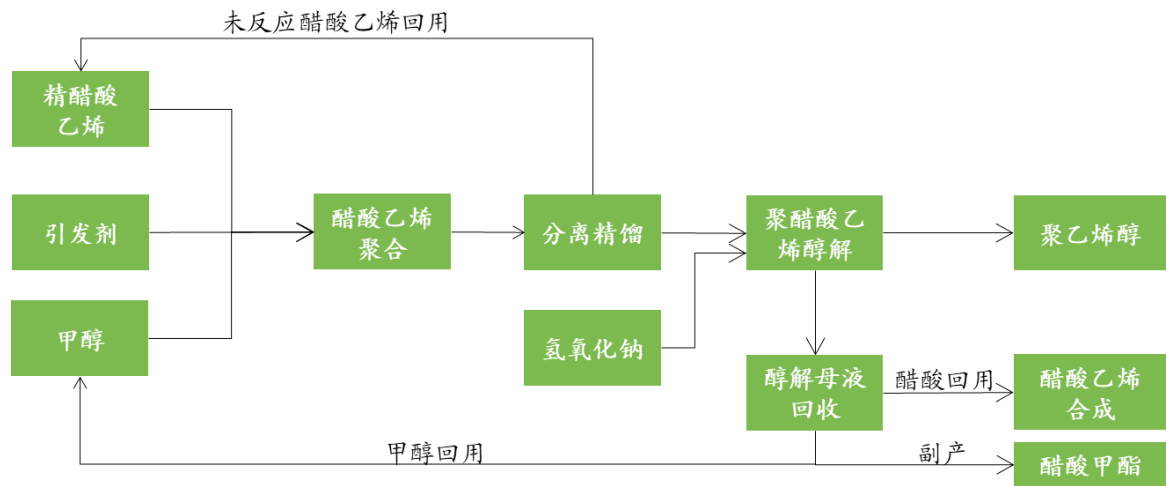 未反应醋酸乙烯回用
精醋酸
乙烯
引发剂
甲醇
醋酸乙烯
聚合
分离精馏
氢氧化钠
聚醋酸乙
烯醇解
聚乙烯醇
醇解母液
回收
醋酸回用
醋酸乙烯
合成
甲醇回用
副产
醋酸甲酯